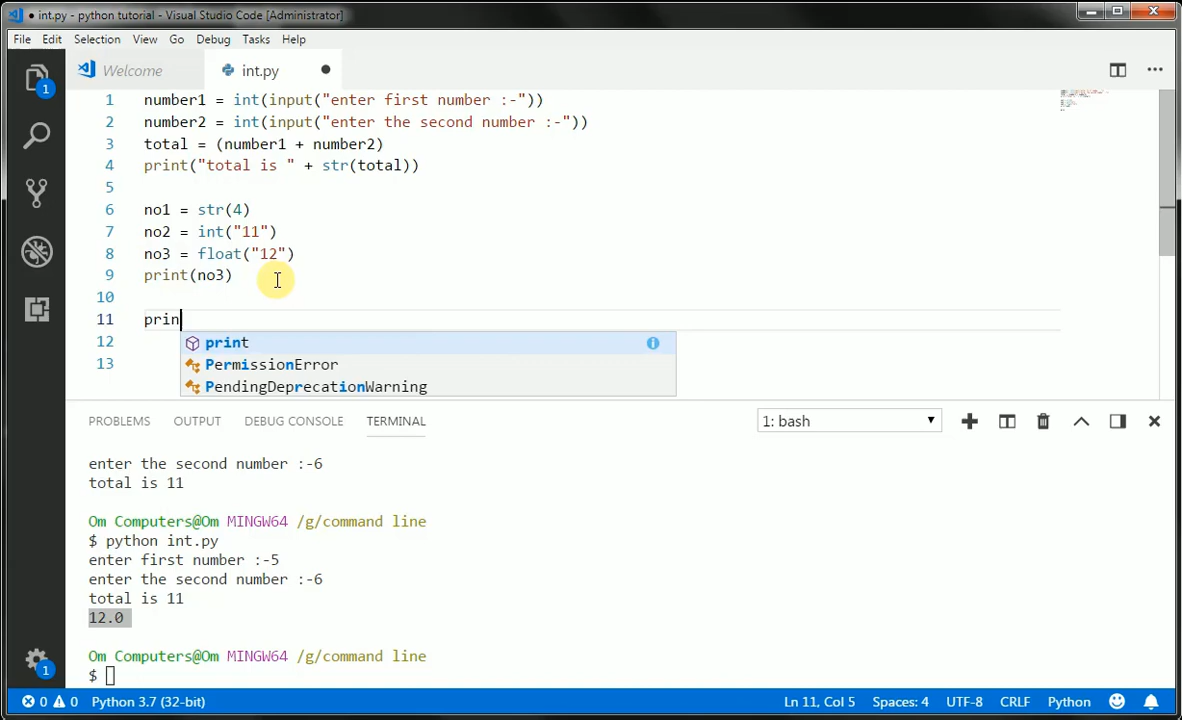 int.py - python tutorial - Visual Studio Code [Administrator]
File Edit Selection View Go Debug Tasks Help
Welcome int.py
1 number1 = int(input("enter first number :-"))
2 number2 = int(input("enter the second number :-"))
3 total = (number1 + number2)
4 print("total is " + str(total))
5
6 no1 = str(4)
7 no2 = int("11")
8 no3 = float("12")
9 print(no3)
10
11 prin
12 print
PermissionError
13 PendingDeprecationWarning
PROBLEMS OUTPUT DEBUG CONSOLE TERMINAL 1: bash
enter the second number :-6
total is 11
Om Computers@Om MINGW64 /g/command line
$ python int.py
enter first number :-5
enter the second number :-6
total is 11
12.0
Om Computers@Om MINGW64 /g/command line
$
0 0 Python 3.7 (32-bit) Ln 11, Col 5 Spaces: 4 UTF-8 CRLF Python
1
1